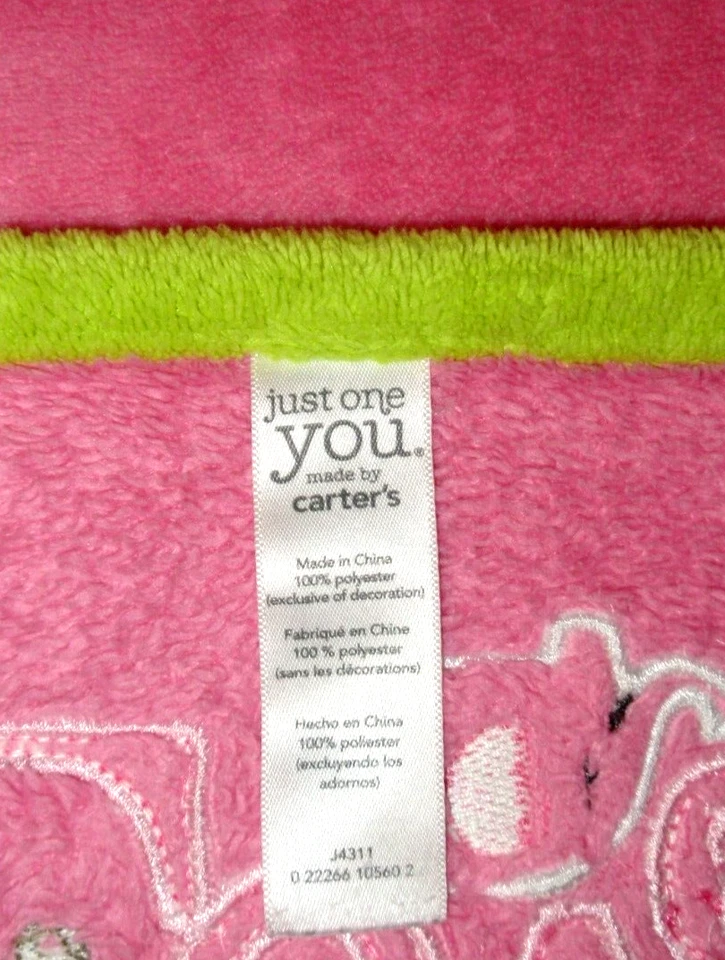 just one
you®
made by
carter's
Made in China
100% polyester
(exclusive of decoration)
Fabriqué en Chine
100 % polyester
(sans les décorations)
Hecho en China
100% poliester
(excluyendo los
adornos)
J4311
0 22266 10560 2